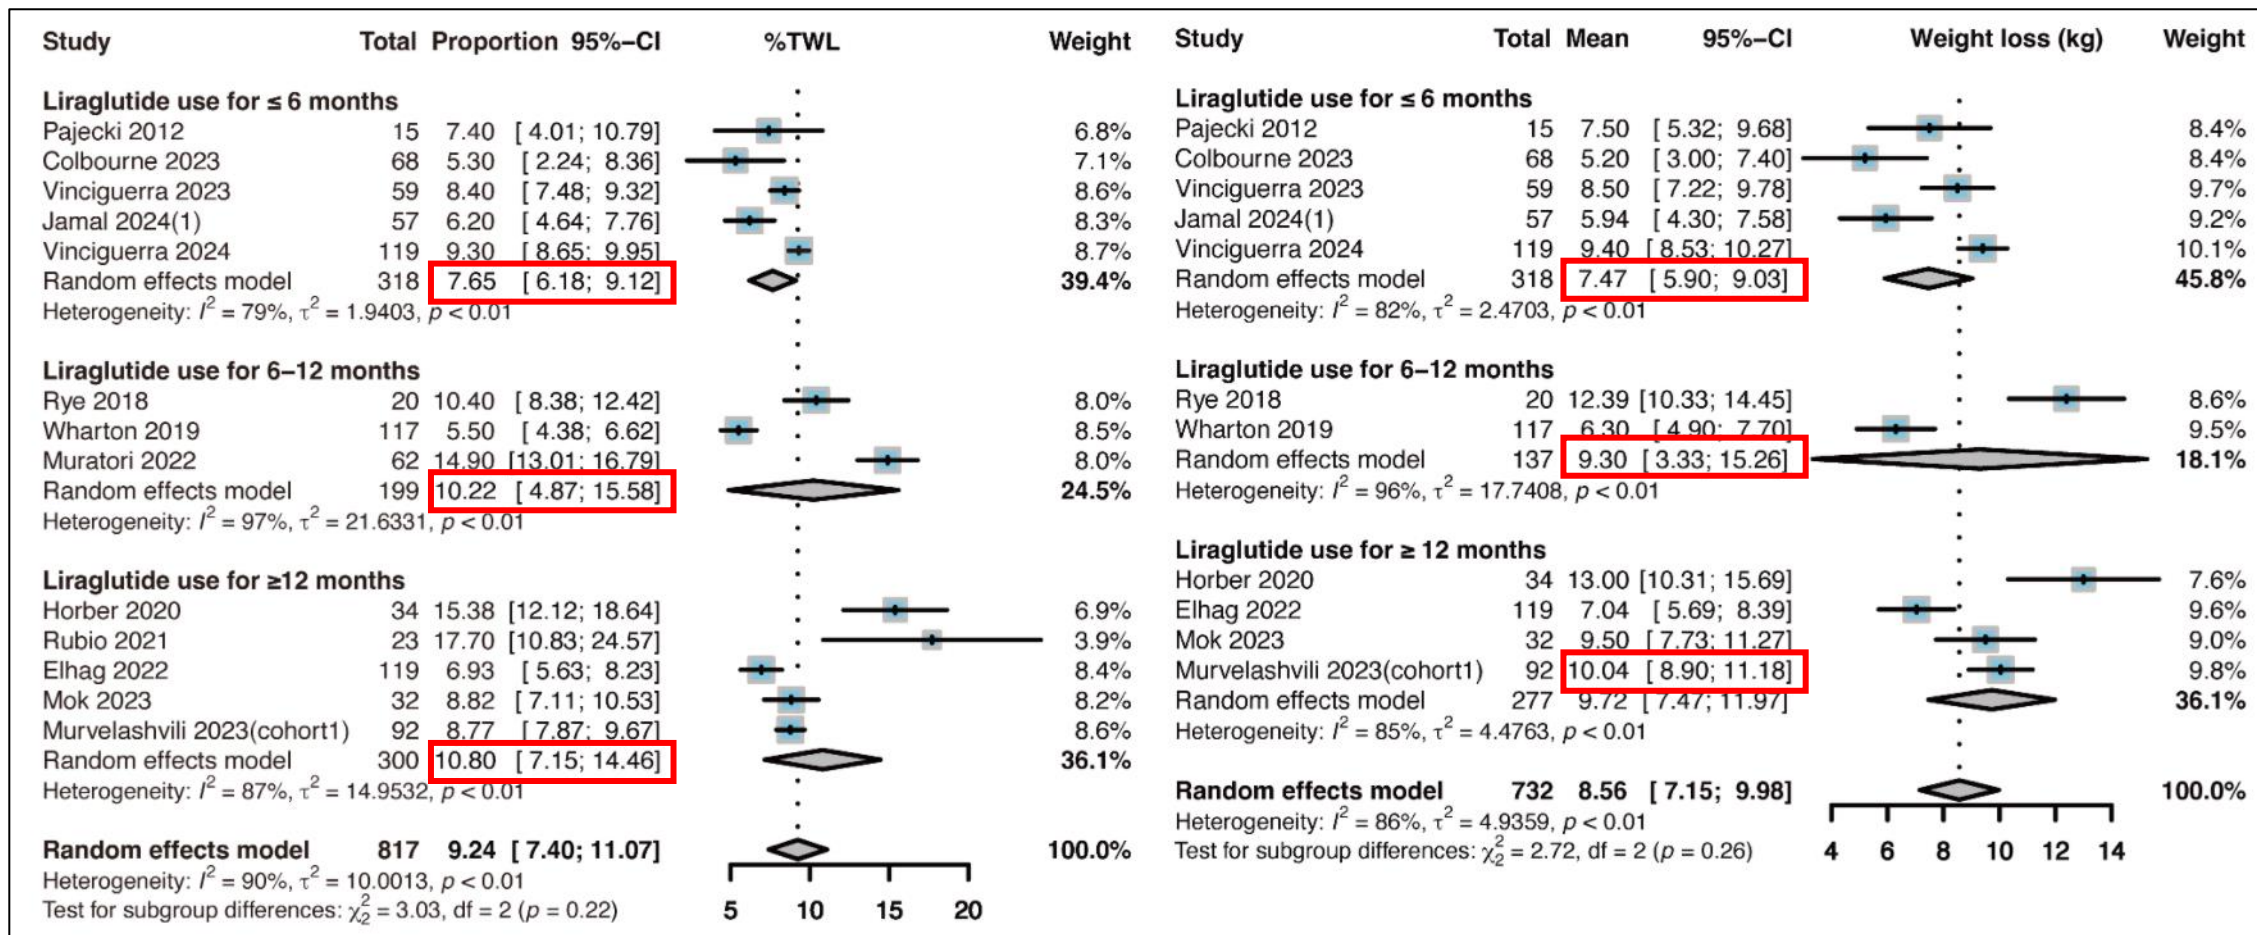 Study Total Proportion 95%–CI %TWL Weight
Liraglutide use for ≤ 6 months
Pajecki 2012 15 7.40 [ 4.01; 10.79] 6.8%
Colbourne 2023 68 5.30 [ 2.24; 8.36] 7.1%
Vinciguerra 2023 59 8.40 [ 7.48; 9.32] 8.6%
Jamal 2024(1) 57 6.20 [ 4.64; 7.76] 8.3%
Vinciguerra 2024 119 9.30 [ 8.65; 9.95] 8.7%
Random effects model 318 7.65 [ 6.18; 9.12] 39.4%
Heterogeneity: I² = 79%, τ² = 1.9403, p < 0.01
Liraglutide use for 6–12 months
Rye 2018 20 10.40 [ 8.38; 12.42] 8.0%
Wharton 2019 117 5.50 [ 4.38; 6.62] 8.5%
Muratori 2022 62 14.90 [13.01; 16.79] 8.0%
Random effects model 199 10.22 [ 4.87; 15.58] 24.5%
Heterogeneity: I² = 97%, τ² = 21.6331, p < 0.01
Liraglutide use for ≥12 months
Horber 2020 34 15.38 [12.12; 18.64] 6.9%
Rubio 2021 23 17.70 [10.83; 24.57] 3.9%
Elhag 2022 119 6.93 [ 5.63; 8.23] 8.4%
Mok 2023 32 8.82 [ 7.11; 10.53] 8.2%
Murvelashvili 2023(cohort1) 92 8.77 [ 7.87; 9.67] 8.6%
Random effects model 300 10.80 [ 7.15; 14.46] 36.1%
Heterogeneity: I² = 87%, τ² = 14.9532, p < 0.01
Random effects model 817 9.24 [ 7.40; 11.07] 100.0%
Heterogeneity: I² = 90%, τ² = 10.0013, p < 0.01
Test for subgroup differences: χ²₂ = 3.03, df = 2 (p = 0.22)
5 10 15 20
Study Total Mean 95%–CI Weight loss (kg) Weight
Liraglutide use for ≤ 6 months
Pajecki 2012 15 7.50 [ 5.32; 9.68] 8.4%
Colbourne 2023 68 5.20 [ 3.00; 7.40] 8.4%
Vinciguerra 2023 59 8.50 [ 7.22; 9.78] 9.7%
Jamal 2024(1) 57 5.94 [ 4.30; 7.58] 9.2%
Vinciguerra 2024 119 9.40 [ 8.53; 10.27] 10.1%
Random effects model 318 7.47 [ 5.90; 9.03] 45.8%
Heterogeneity: I² = 82%, τ² = 2.4703, p < 0.01
Liraglutide use for 6–12 months
Rye 2018 20 12.39 [10.33; 14.45] 8.6%
Wharton 2019 117 6.30 [ 4.90; 7.70] 9.5%
Random effects model 137 9.30 [ 3.33; 15.26] 18.1%
Heterogeneity: I² = 96%, τ² = 17.7408, p < 0.01
Liraglutide use for ≥ 12 months
Horber 2020 34 13.00 [10.31; 15.69] 7.6%
Elhag 2022 119 7.04 [ 5.69; 8.39] 9.6%
Mok 2023 32 9.50 [ 7.73; 11.27] 9.0%
Murvelashvili 2023(cohort1) 92 10.04 [ 8.90; 11.18] 9.8%
Random effects model 277 9.72 [ 7.47; 11.97] 36.1%
Heterogeneity: I² = 85%, τ² = 4.4763, p < 0.01
Random effects model 732 8.56 [ 7.15; 9.98] 100.0%
Heterogeneity: I² = 86%, τ² = 4.9359, p < 0.01
Test for subgroup differences: χ²₂ = 2.72, df = 2 (p = 0.26)
4 6 8 10 12 14